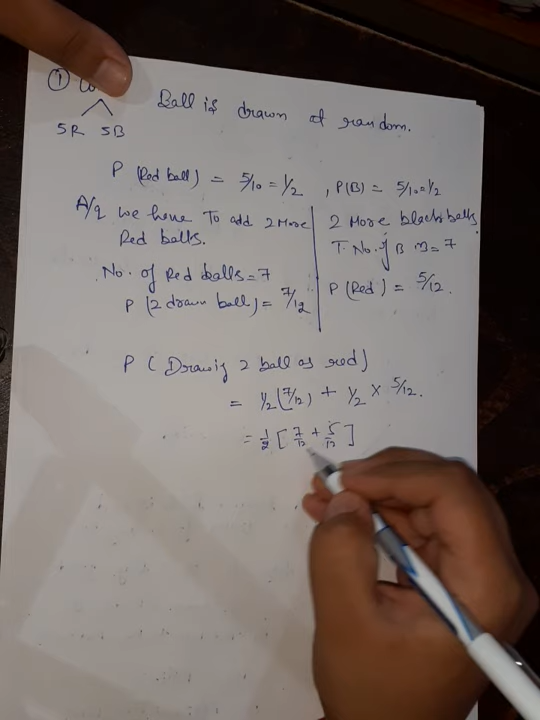 ① Ball is drawn at random.
5R 5B
P (Red ball) = 5/10 = 1/2 , P(B) = 5/10 = 1/2
A/q We have To add 2 More
Red balls.
No. of Red balls = 7
P (2 drawn ball) = 7/12
2 More black balls
T. No. of B = 7
P (Red) = 5/12.
P ( Drawig 2 ball as red)
= 1/2 (7/12) + 1/2 × 5/12.
= 1/2 [ 7/12 + 5/12 ]